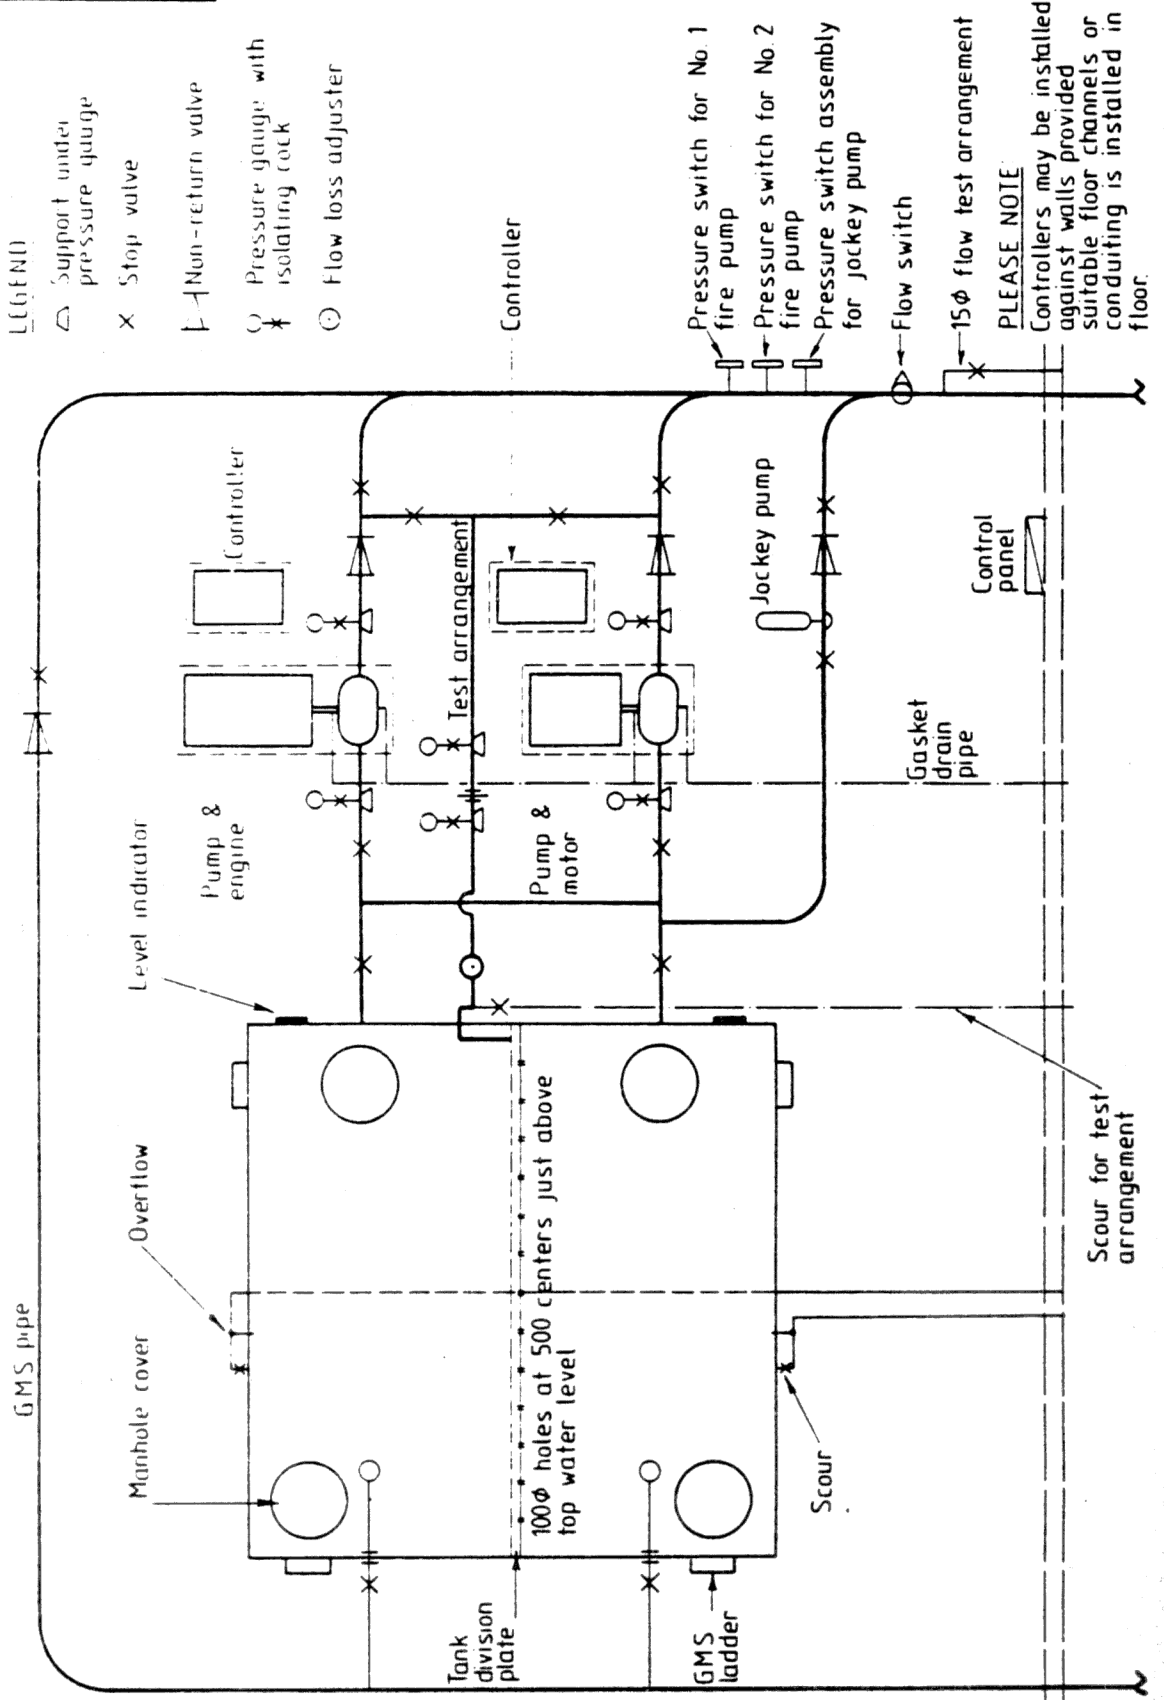 LEGEND
Support under
pressure gauge
Stop valve
Non-return valve
Pressure gauge with
isolating cock
Flow loss adjuster
Controller
Pressure switch for No. 1
fire pump
Pressure switch for No. 2
fire pump
Pressure switch assembly
for jockey pump
Flow switch
15ϕ flow test arrangement
PLEASE NOTE
Controllers may be installed
against walls provided
suitable floor channels or
conduiting is installed in
floor.
GMS pipe
Manhole cover
Overflow
Level indicator
Pump &
engine
Controller
Test arrangement
Pump &
motor
Jockey pump
Gasket
drain
pipe
Control
panel
100ϕ holes at 500 centers just above
top water level
Tank
division
plate
GMS
ladder
Scour
Scour for test
arrangement